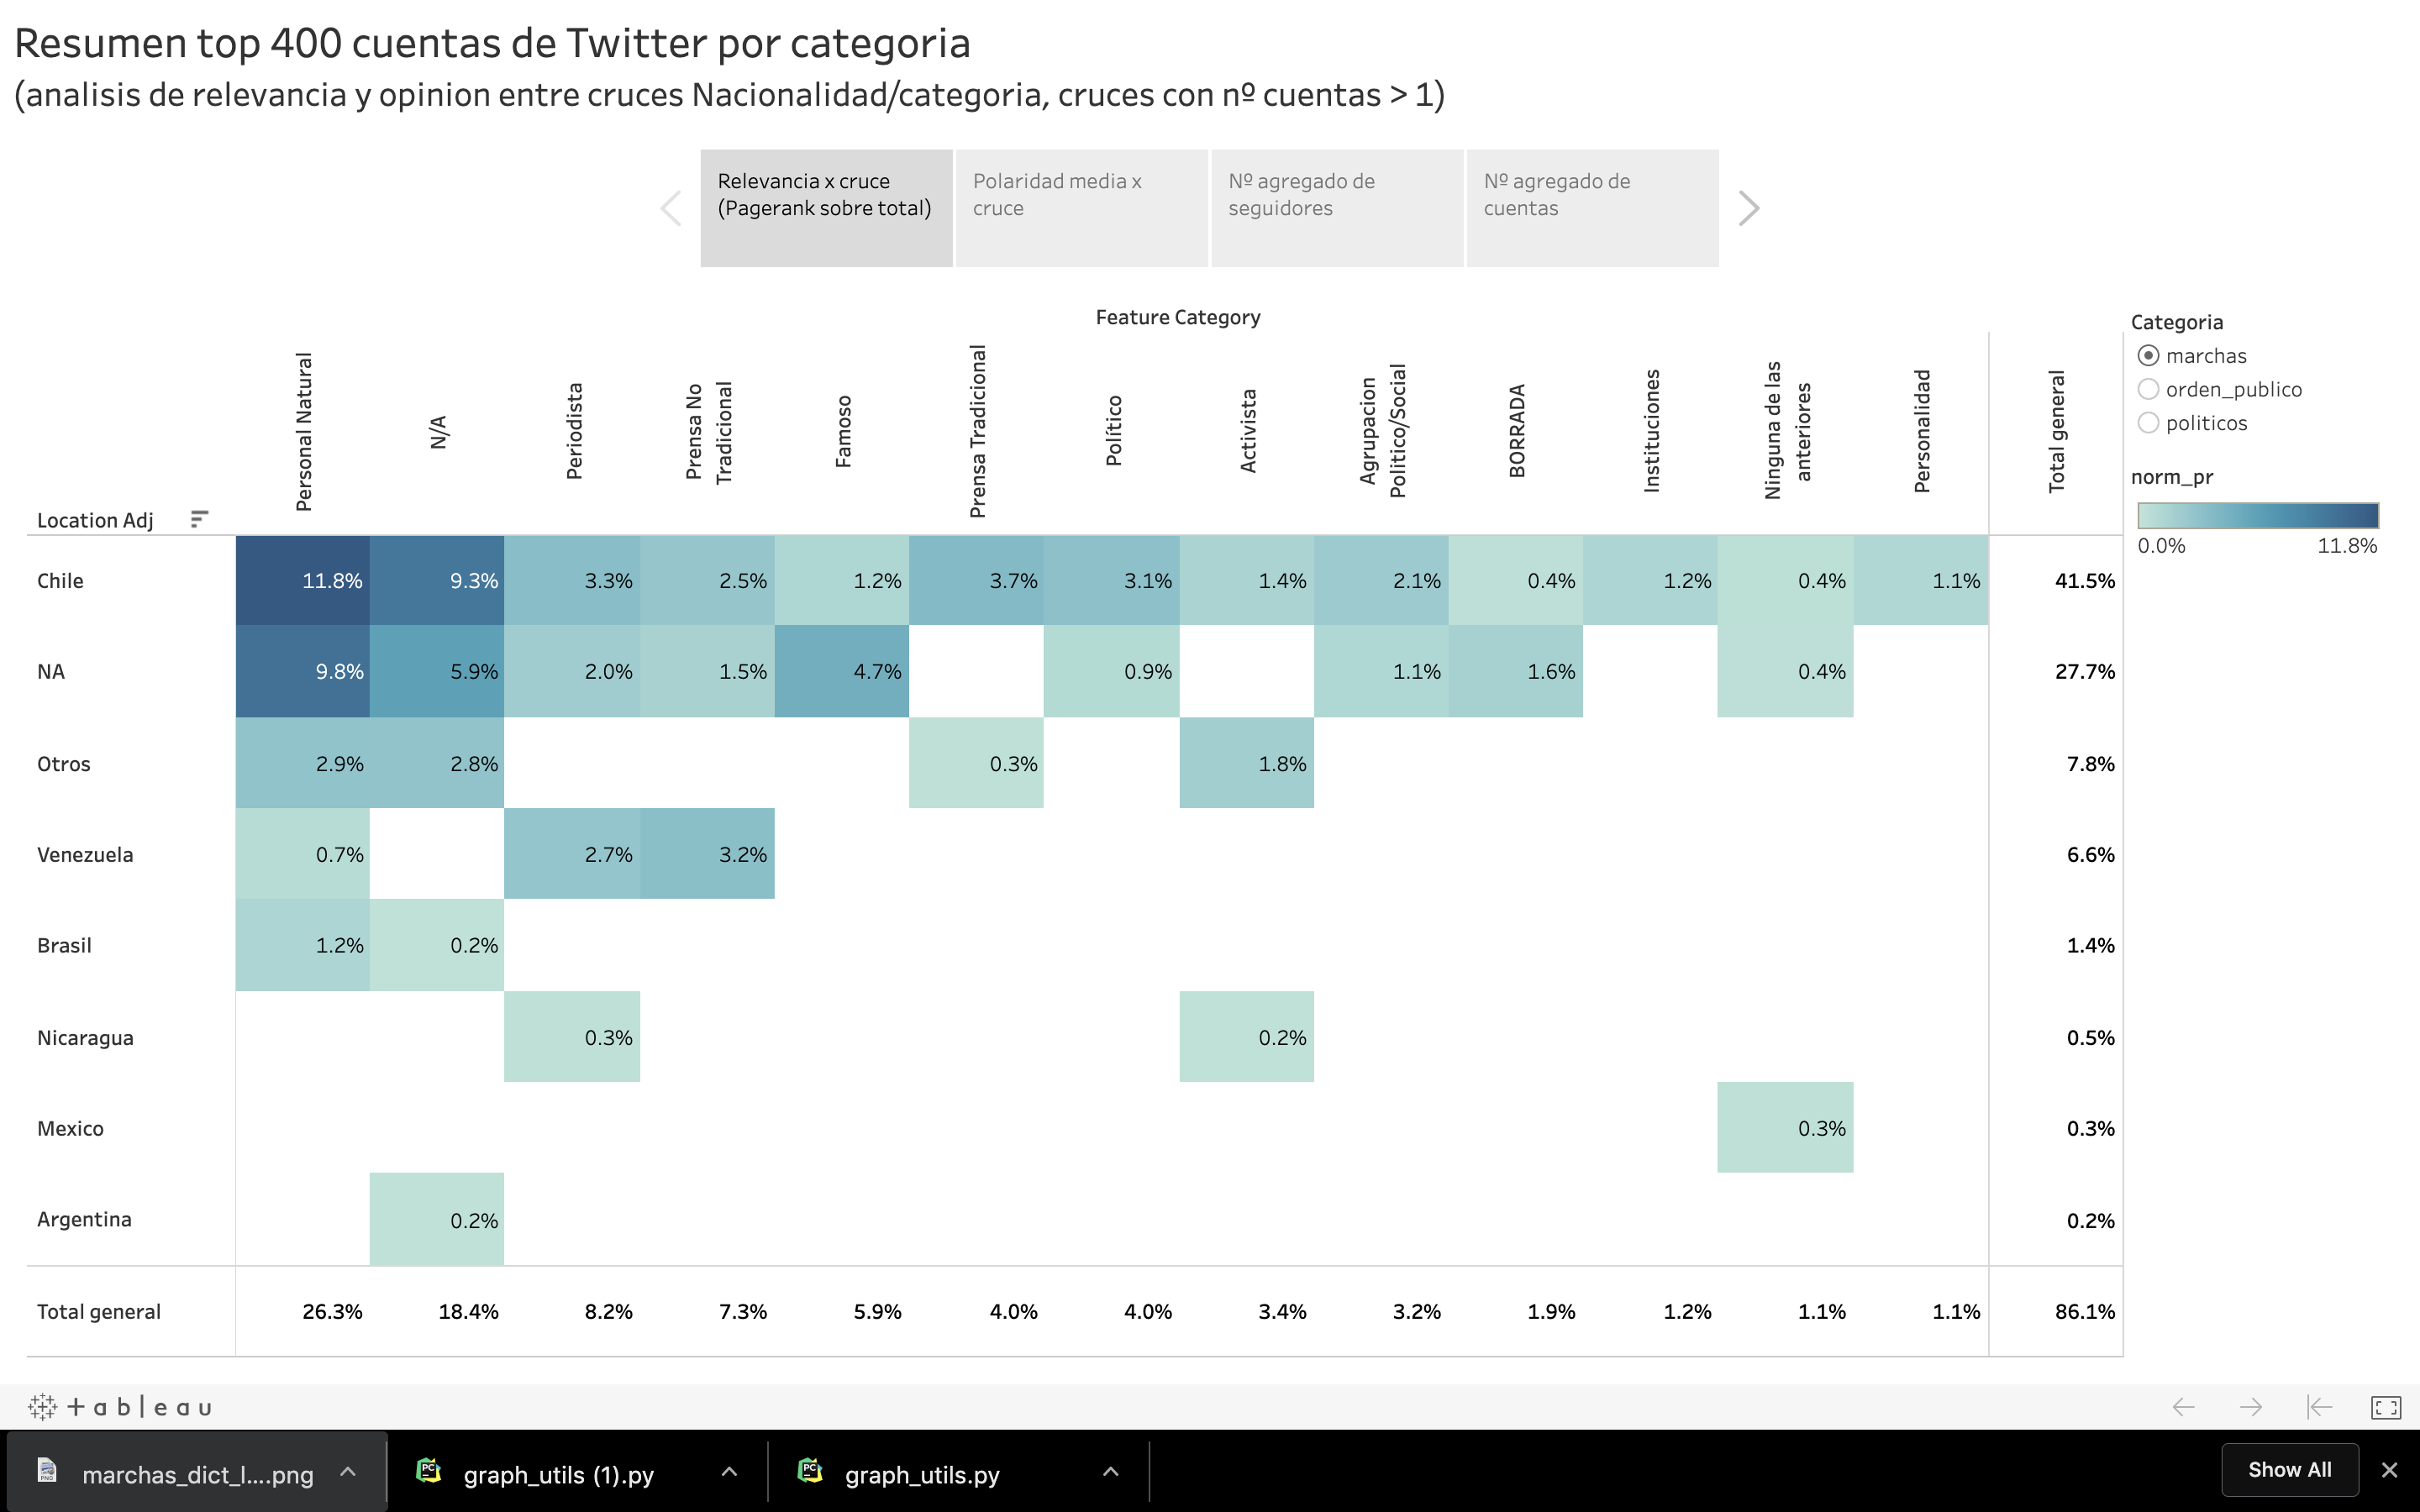 Resumen top 400 cuentas de Twitter por categoria
(analisis de relevancia y opinion entre cruces Nacionalidad/categoria, cruces con nº cuentas > 1)
Relevancia x cruce
(Pagerank sobre total)
Polaridad media x
cruce
Nº agregado de
seguidores
Nº agregado de
cuentas
Feature Category
Location Adj
Personal Natural
N/A
Periodista
Prensa No
Tradicional
Famoso
Prensa Tradicional
Político
Activista
Agrupacion
Politico/Social
BORRADA
Instituciones
Ninguna de las
anteriores
Personalidad
Total general
Chile 11.8% 9.3% 3.3% 2.5% 1.2% 3.7% 3.1% 1.4% 2.1% 0.4% 1.2% 0.4% 1.1% 41.5%
NA 9.8% 5.9% 2.0% 1.5% 4.7% 0.9% 1.1% 1.6% 0.4% 27.7%
Otros 2.9% 2.8% 0.3% 1.8% 7.8%
Venezuela 0.7% 2.7% 3.2% 6.6%
Brasil 1.2% 0.2% 1.4%
Nicaragua 0.3% 0.2% 0.5%
Mexico 0.3% 0.3%
Argentina 0.2% 0.2%
Total general 26.3% 18.4% 8.2% 7.3% 5.9% 4.0% 4.0% 3.4% 3.2% 1.9% 1.2% 1.1% 1.1% 86.1%
Categoria
marchas
orden_publico
politicos
norm_pr
0.0% 11.8%
+ableau
marchas_dict_l....png
graph_utils (1).py
graph_utils.py
Show All